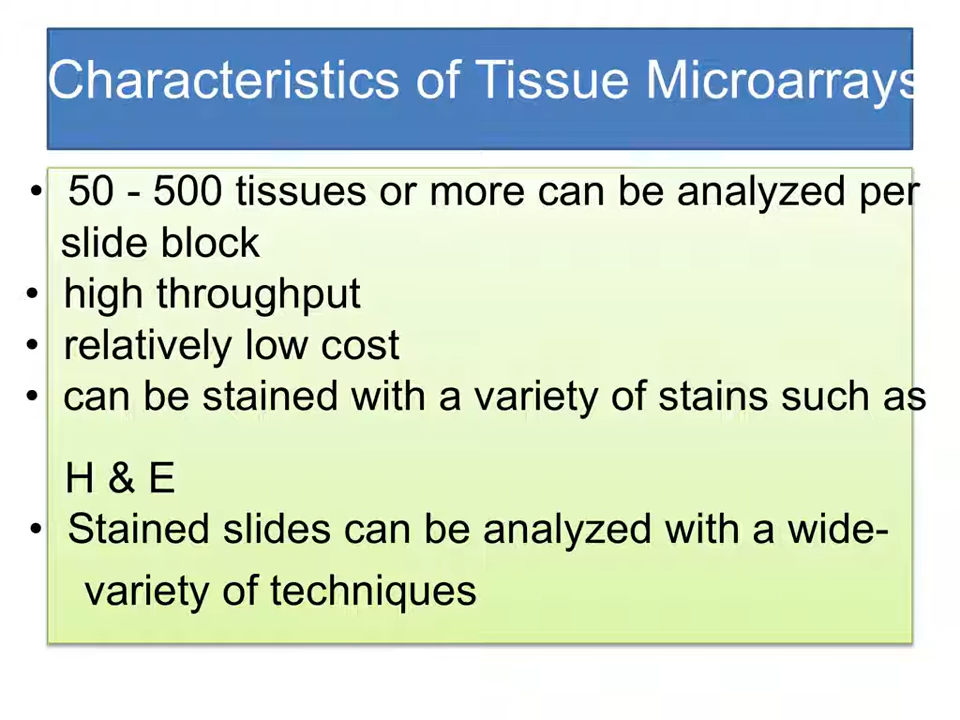 Characteristics of Tissue Microarrays
• 50 - 500 tissues or more can be analyzed per
slide block
• high throughput
• relatively low cost
• can be stained with a variety of stains such as
H & E
• Stained slides can be analyzed with a wide-
variety of techniques